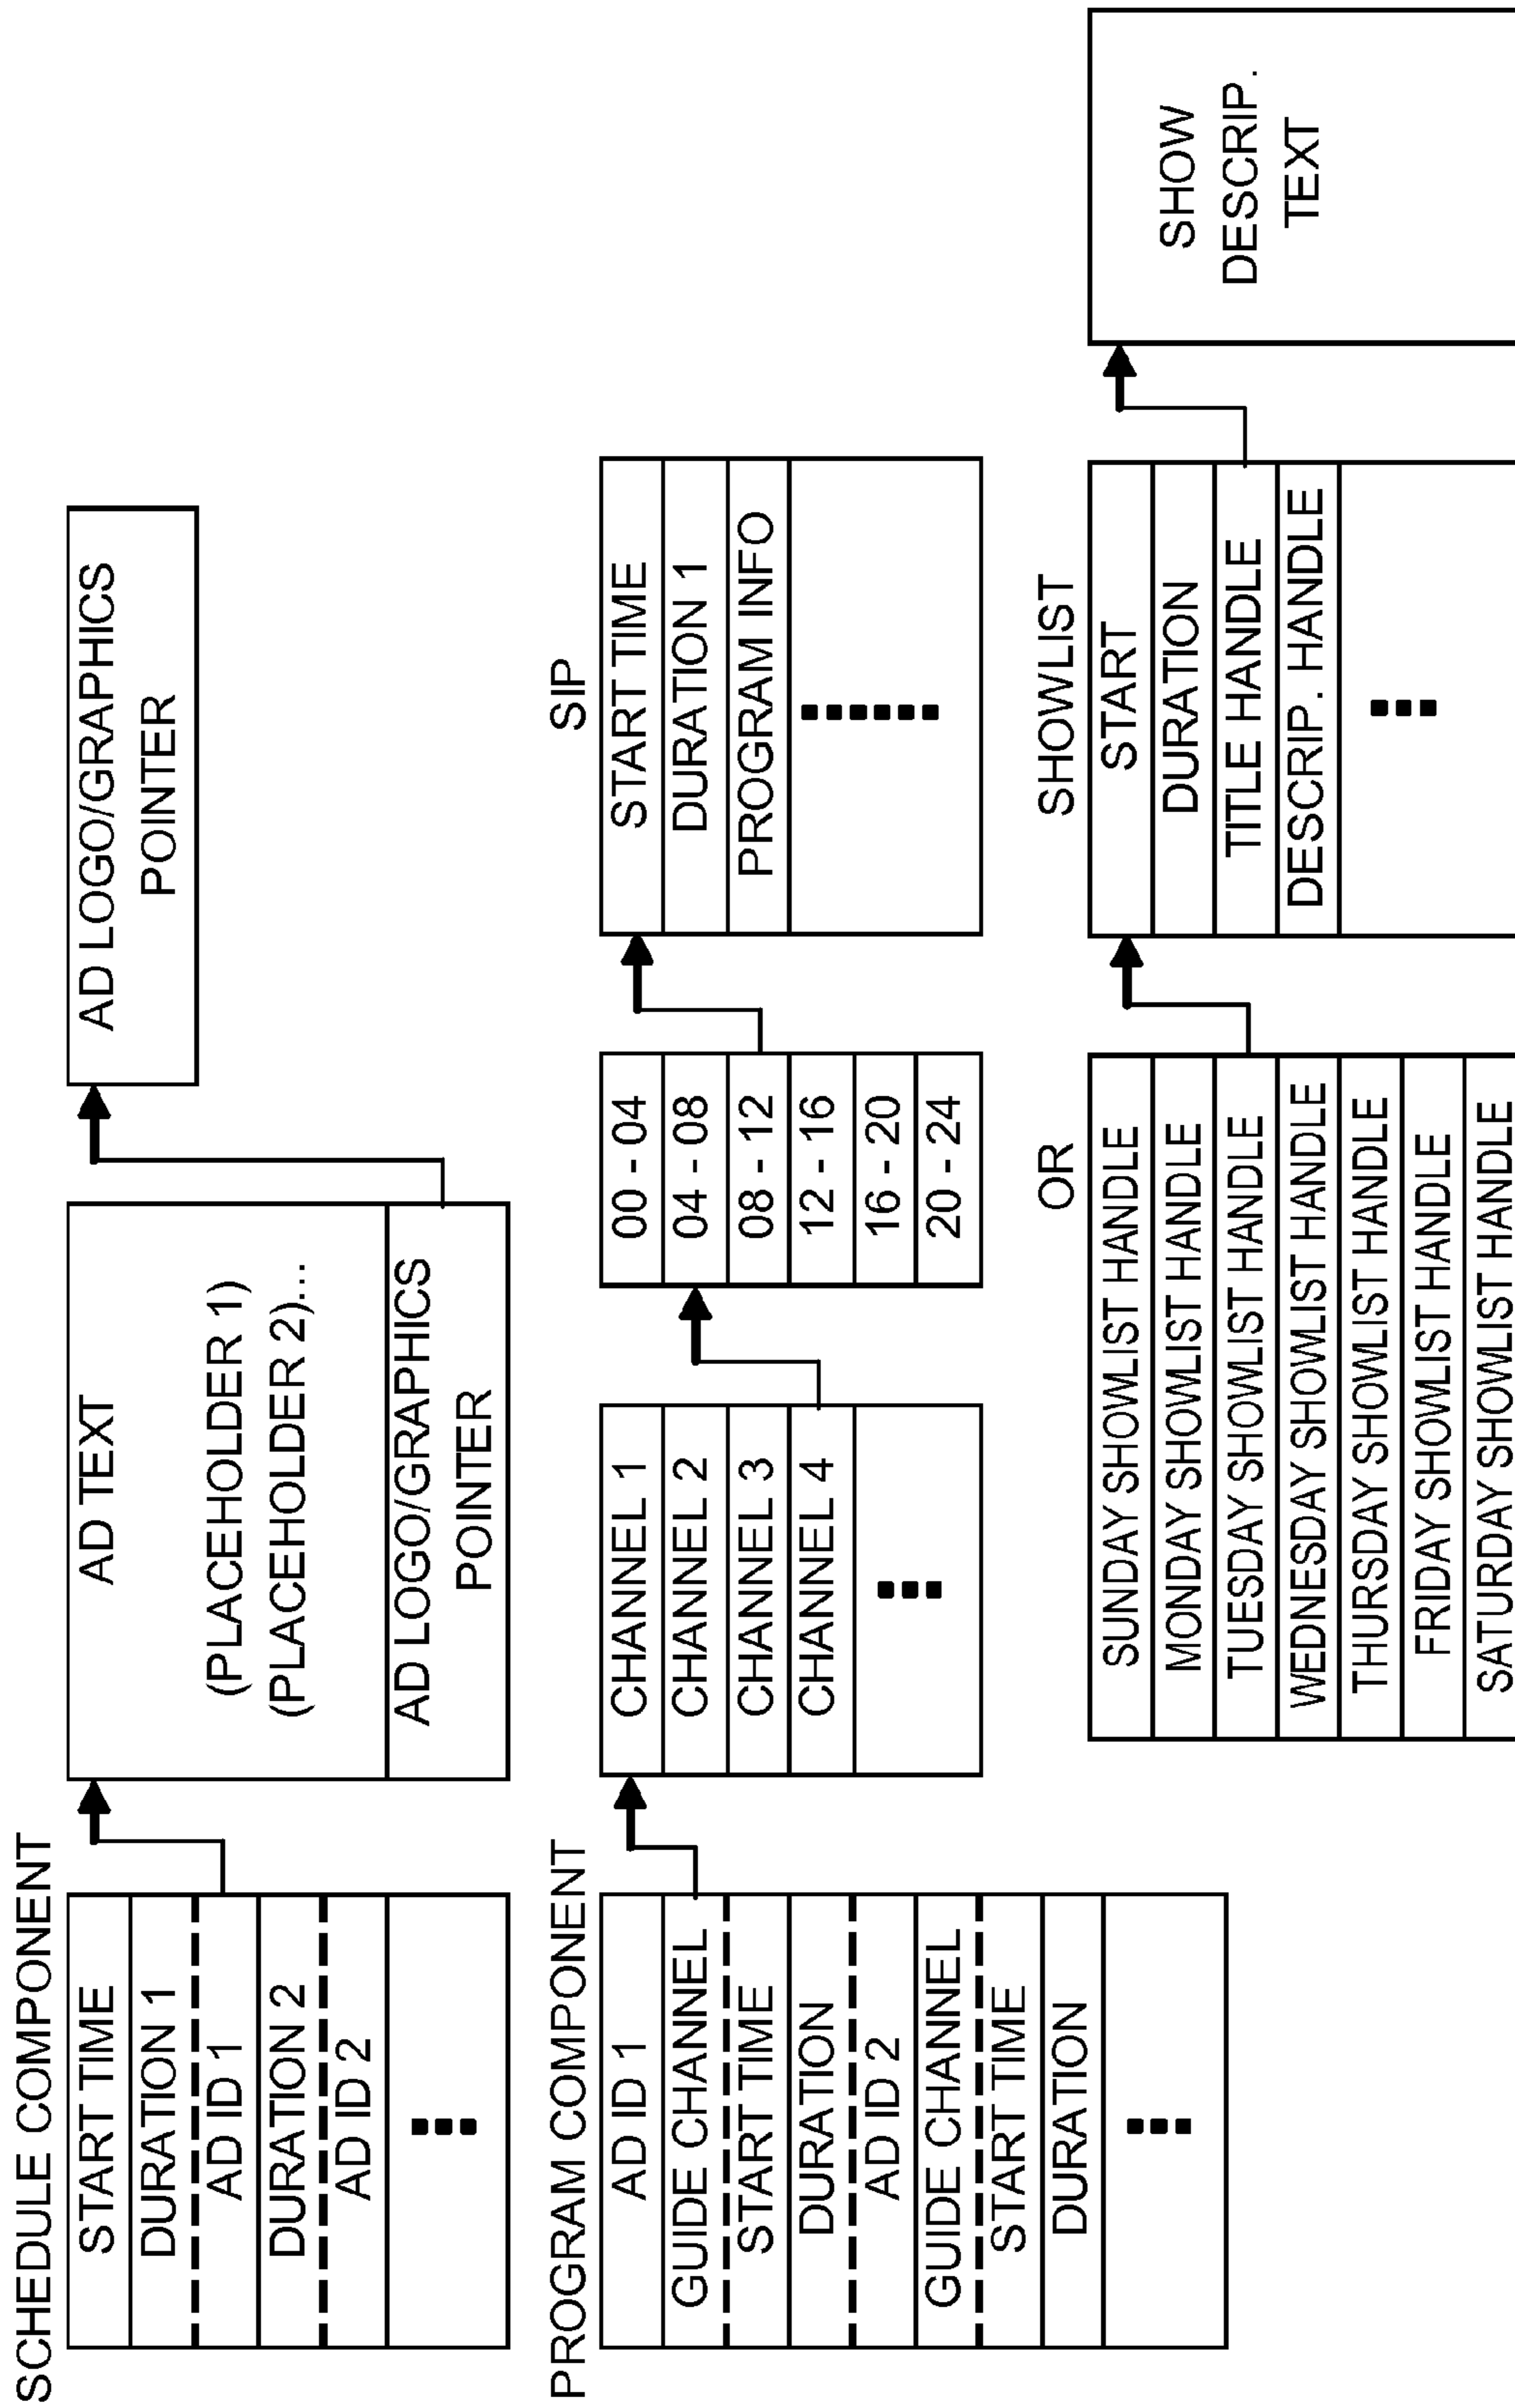 SCHEDULE COMPONENT
START TIME
DURATION 1
AD ID 1
DURATION 2
AD ID 2
AD TEXT
(PLACEHOLDER 1)
(PLACEHOLDER 2)...
AD LOGO/GRAPHICS
POINTER
AD LOGO/GRAPHICS
POINTER
PROGRAM COMPONENT
AD ID 1
GUIDE CHANNEL
START TIME
DURATION
AD ID 2
GUIDE CHANNEL
START TIME
DURATION
CHANNEL 1
CHANNEL 2
CHANNEL 3
CHANNEL 4
00 - 04
04 - 08
08 - 12
12 - 16
16 - 20
20 - 24
SIP
START TIME
DURATION 1
PROGRAM INFO
OR
SUNDAY SHOWLIST HANDLE
MONDAY SHOWLIST HANDLE
TUESDAY SHOWLIST HANDLE
WEDNESDAY SHOWLIST HANDLE
THURSDAY SHOWLIST HANDLE
FRIDAY SHOWLIST HANDLE
SATURDAY SHOWLIST HANDLE
SHOWLIST
START
DURATION
TITLE HANDLE
DESCRIP. HANDLE
SHOW
DESCRIP.
TEXT